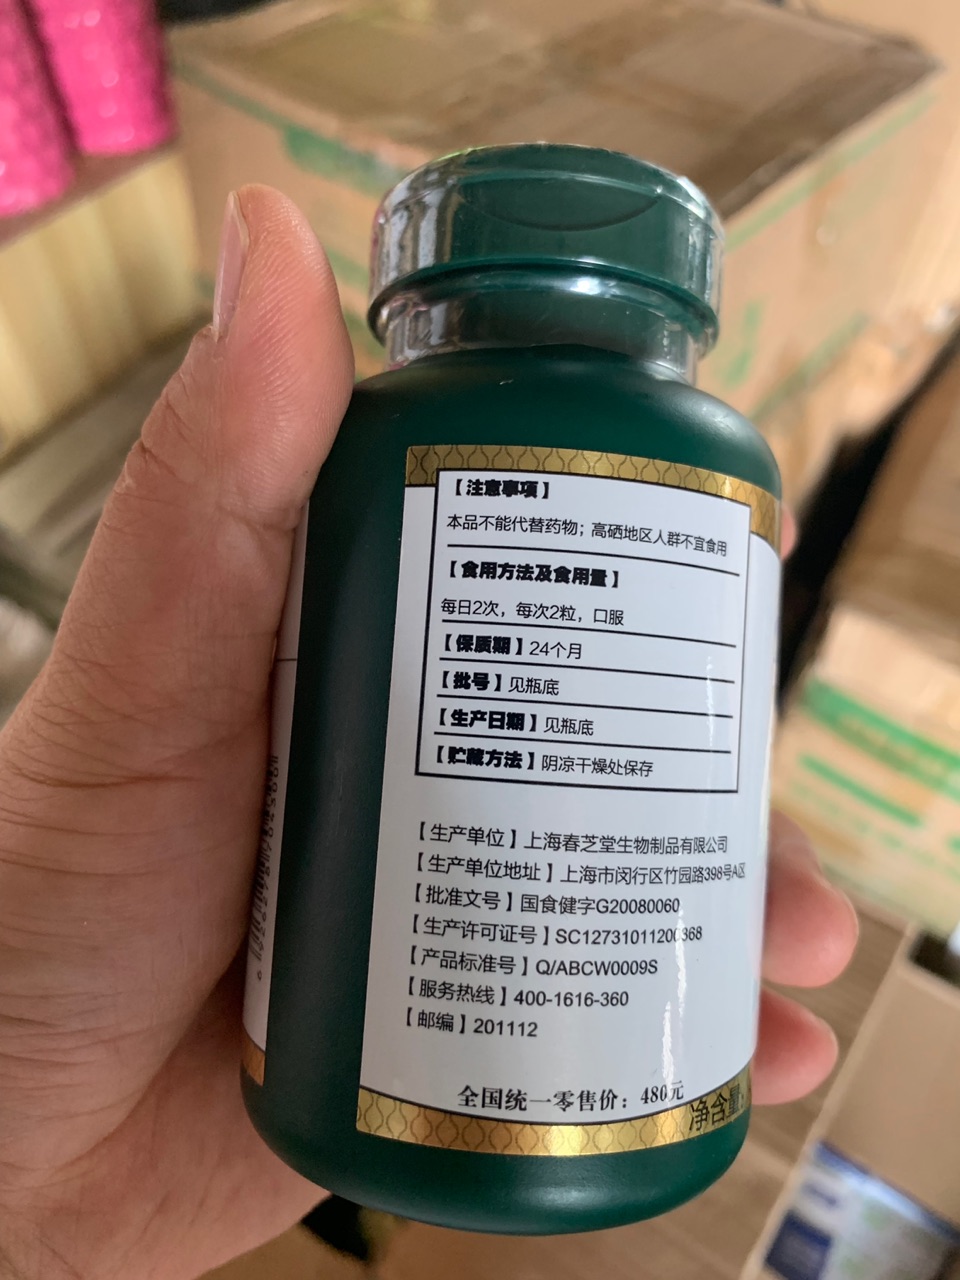 【注意事项】
本品不能代替药物；高硒地区人群不宜食用
【食用方法及食用量】
每日2次，每次2粒，口服
【保质期】24个月
【批号】见瓶底
【生产日期】见瓶底
【贮藏方法】阴凉干燥处保存
【生产单位】上海春芝堂生物制品有限公司
【生产单位地址】上海市闵行区竹园路398号A区
【批准文号】国食健字G20080060
【生产许可证号】SC12731011200368
【产品标准号】Q/ABCW0009S
【服务热线】400-1616-360
【邮编】201112
全国统一零售价：480元
净含量